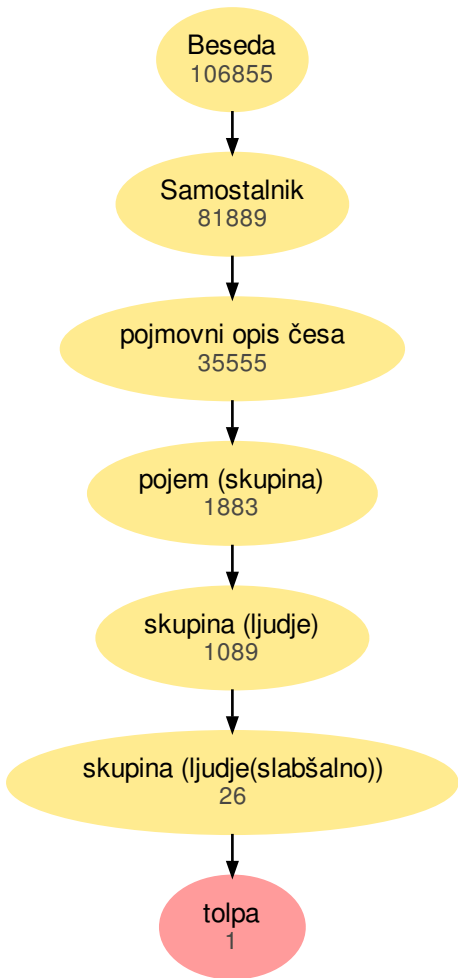 Beseda
106855
Samostalnik
81889
pojmovni opis česa
35555
pojem (skupina)
1883
skupina (ljudje)
1089
skupina (ljudje(slabšalno))
26
tolpa
1